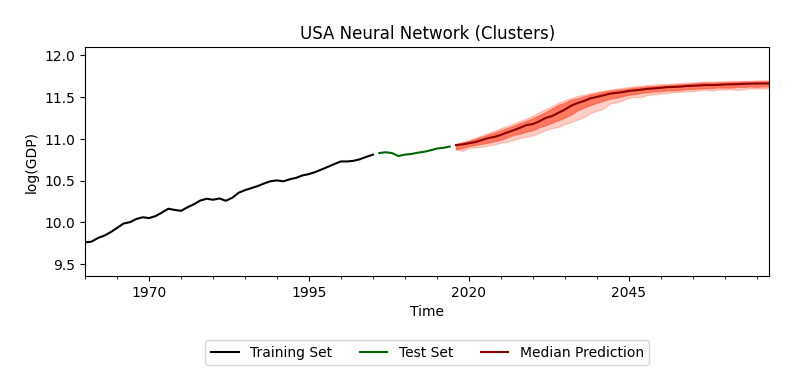 USA Neural Network (Clusters)
12.0
11.5
11.0
10.5
10.0
9.5
log(GDP)
1970 1995 2020 2045
Time
Training Set Test Set Median Prediction